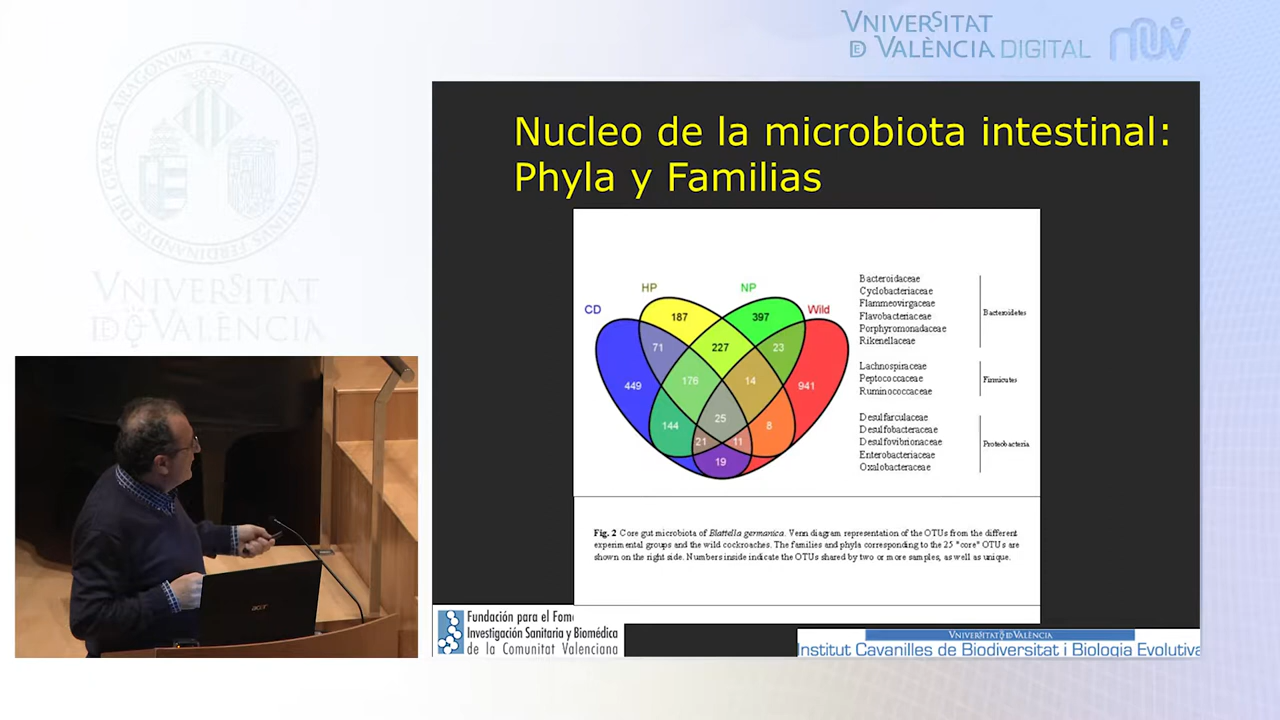 VNIVERSITAT
DE VALÈNCIA DIGITAL
VNIVERSITAT
DE VALÈNCIA
Nucleo de la microbiota intestinal:
Phyla y Familias
CD
HP
NP
Wild
187
397
71
227
23
449
176
14
941
144
25
8
21
11
19
Bacteroidaceae
Cyclobacteriaceae
Flammeovirgaceae
Flavobacteriaceae
Porphyromonadaceae
Rikenellaceae
Bacteroidetes
Lachnospiraceae
Peptococcaceae
Ruminococcaceae
Firmicutes
Desulfarculaceae
Desulfobacteraceae
Desulfovibrionaceae
Enterobacteriaceae
Oxalobacteraceae
Proteobacteria
Fig. 2 Core gut microbiota of Blattella germanica. Venn diagram representation of the OTUs from the different
experimental groups and the wild cockroaches. The families and phyla corresponding to the 25 "core" OTUs are
shown on the right side. Numbers inside indicate the OTUs shared by two or more samples, as well as unique.
Fundación para el Fom
Investigación Sanitaria y Biomédica
de la Comunitat Valenciana
VNIVERSITATӦDVALÈNCIA
Institut Cavanilles de Biodiversitat i Biologia Evolutiva
acer